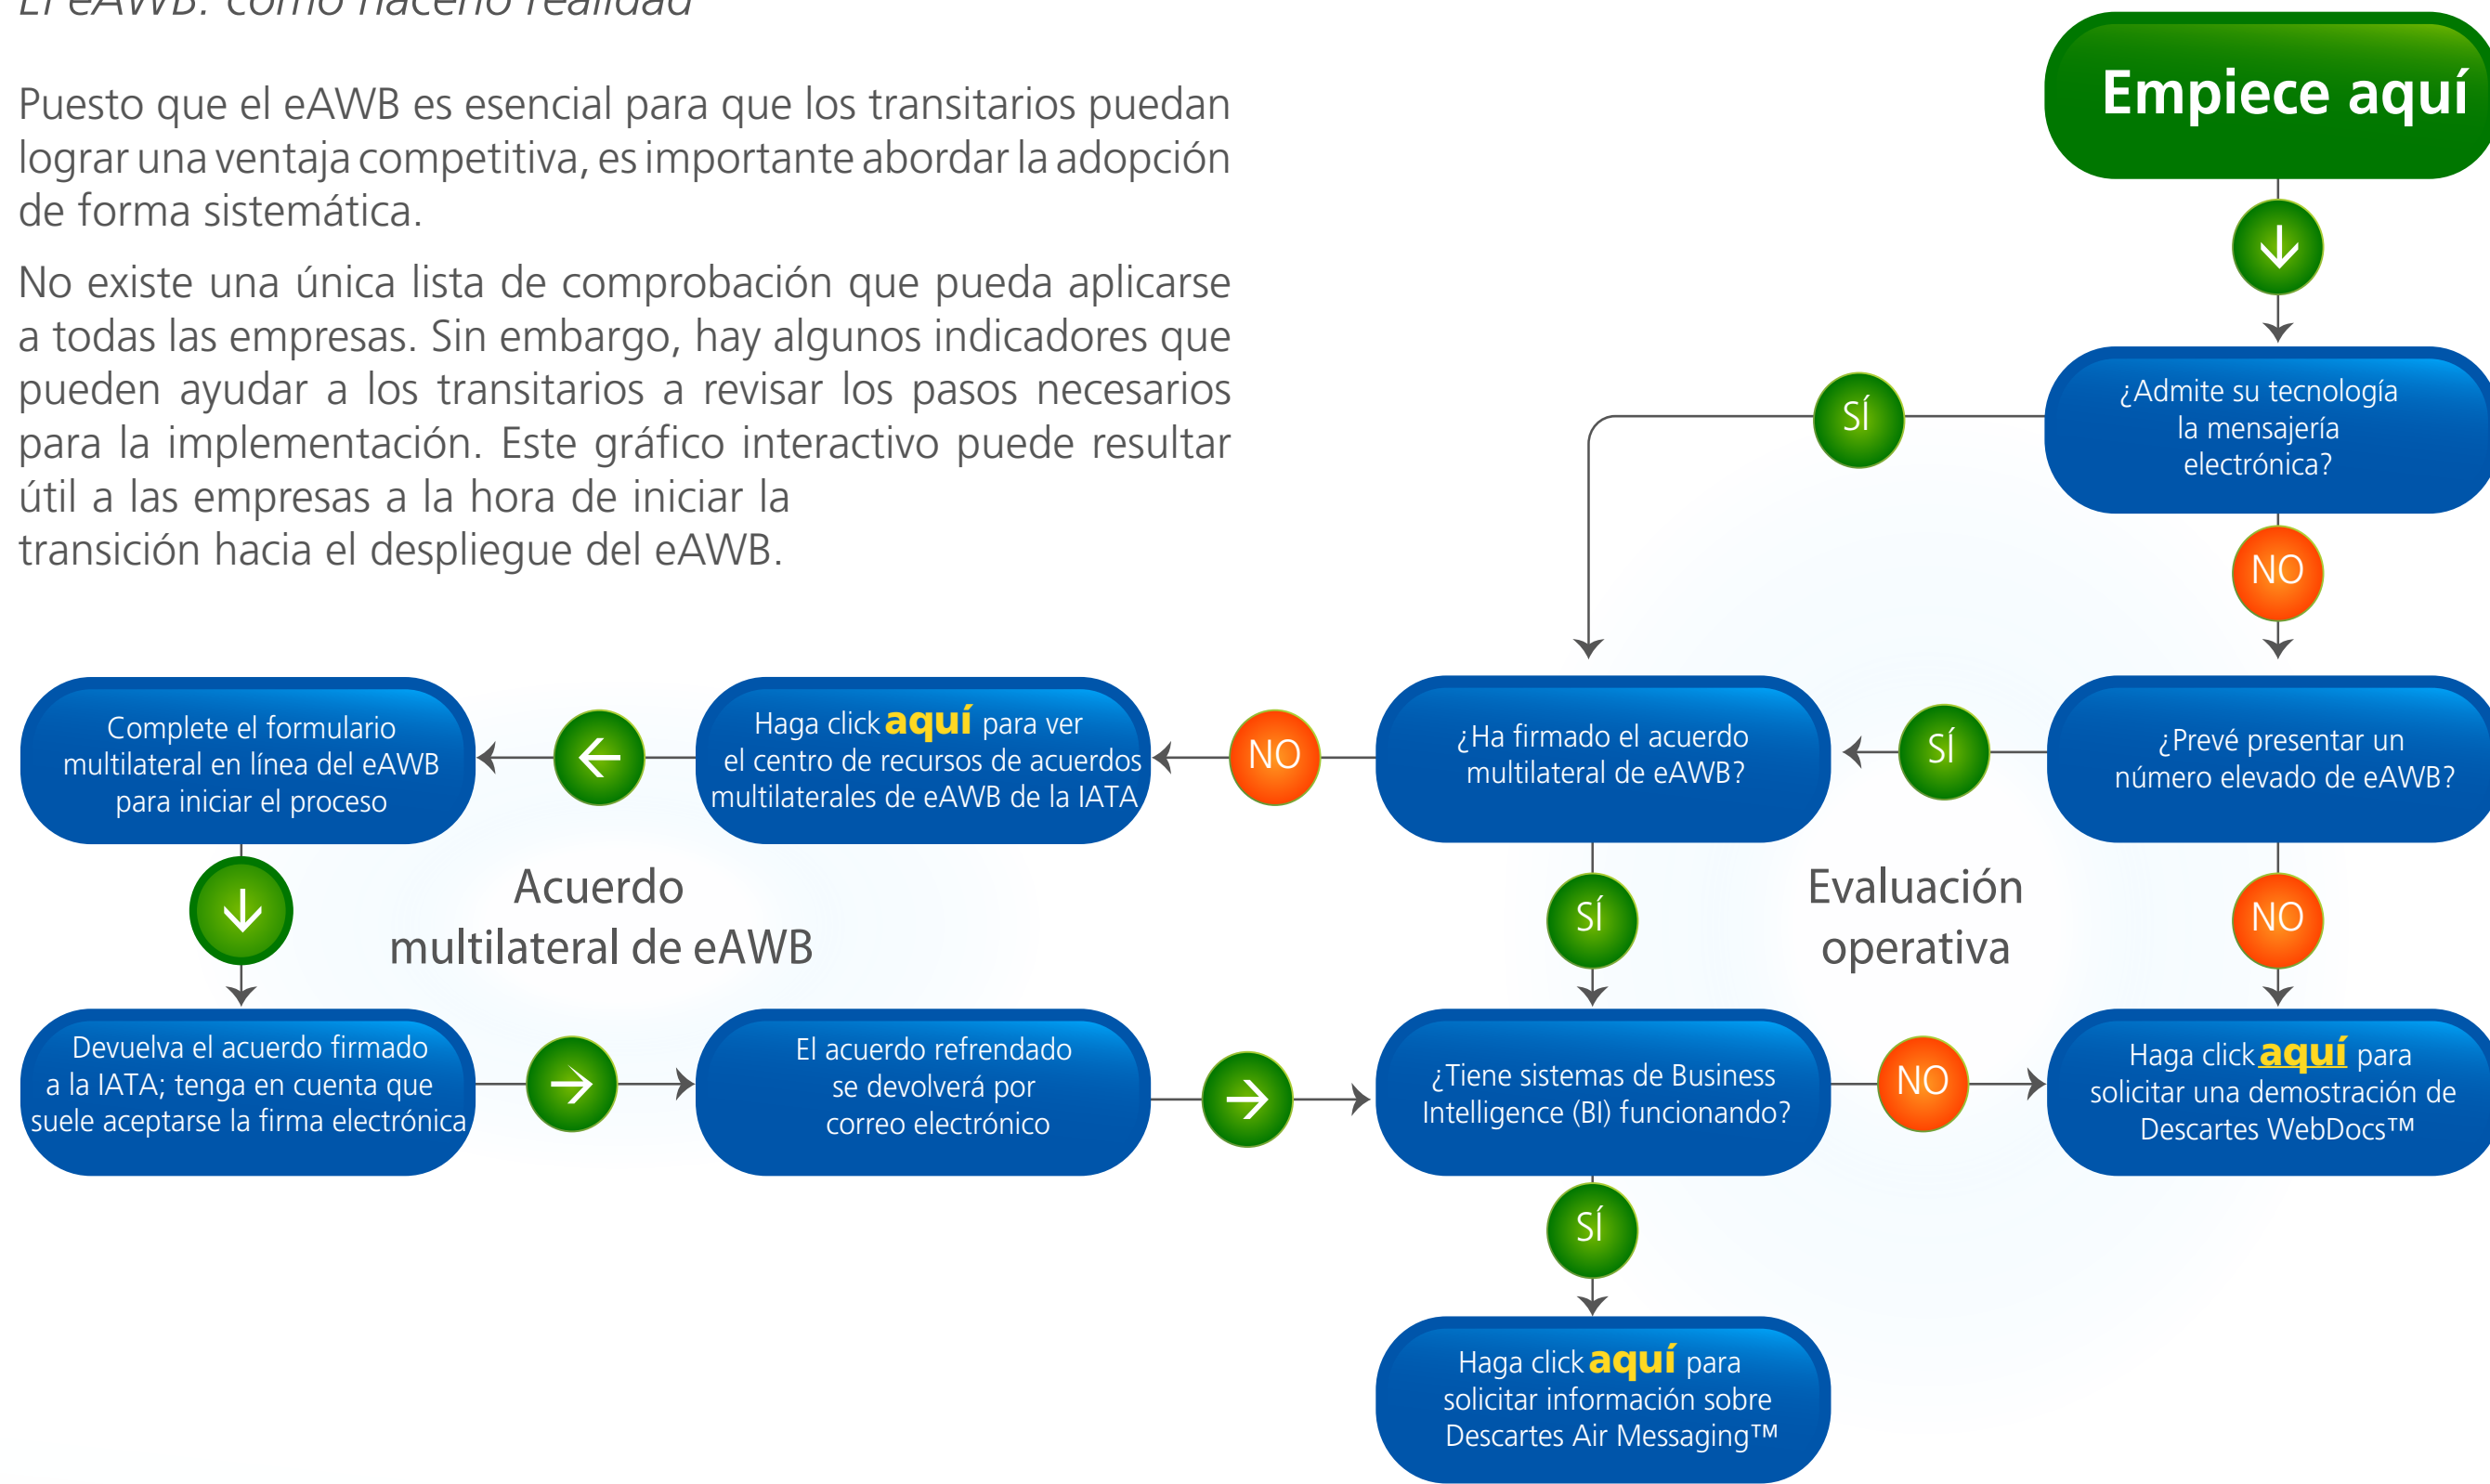 El eAWB: cómo hacerlo realidad
Puesto que el eAWB es esencial para que los transitarios puedan
lograr una ventaja competitiva, es importante abordar la adopción
de forma sistemática.
No existe una única lista de comprobación que pueda aplicarse
a todas las empresas. Sin embargo, hay algunos indicadores que
pueden ayudar a los transitarios a revisar los pasos necesarios
para la implementación. Este gráfico interactivo puede resultar
útil a las empresas a la hora de iniciar la
transición hacia el despliegue del eAWB.
Empiece aquí
¿Admite su tecnología
la mensajería
electrónica?
SÍ
NO
¿Prevé presentar un
número elevado de eAWB?
SÍ
NO
¿Ha firmado el acuerdo
multilateral de eAWB?
NO
SÍ
Haga click aquí para ver
el centro de recursos de acuerdos
multilaterales de eAWB de la IATA
Complete el formulario
multilateral en línea del eAWB
para iniciar el proceso
Acuerdo
multilateral de eAWB
Evaluación
operativa
Devuelva el acuerdo firmado
a la IATA; tenga en cuenta que
suele aceptarse la firma electrónica
El acuerdo refrendado
se devolverá por
correo electrónico
¿Tiene sistemas de Business
Intelligence (BI) funcionando?
NO
SÍ
Haga click aquí para
solicitar una demostración de
Descartes WebDocs™
Haga click aquí para
solicitar información sobre
Descartes Air Messaging™